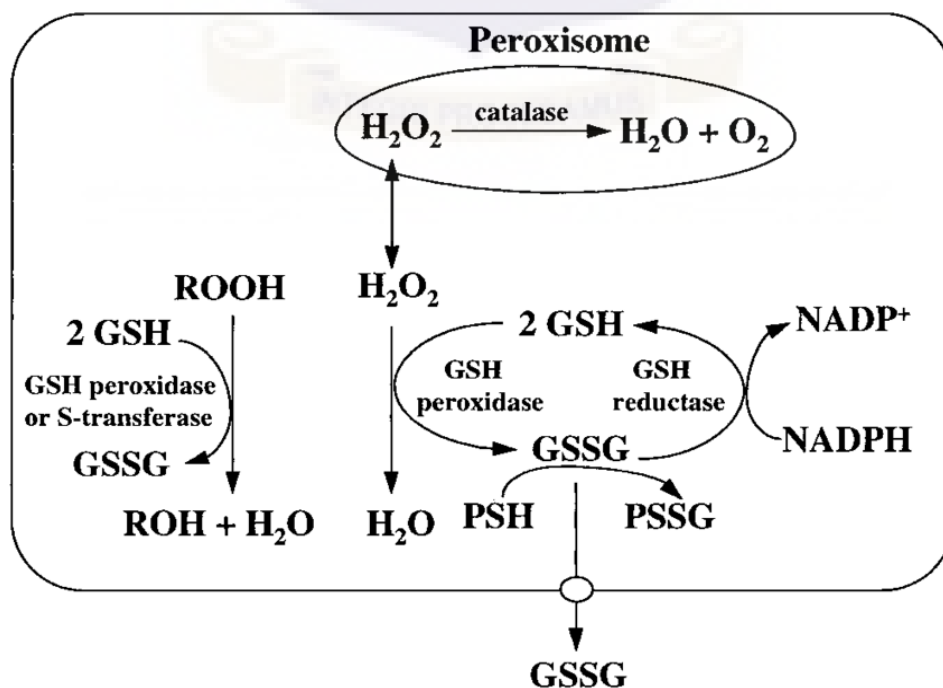 Peroxisome
H₂O₂ catalase H₂O + O₂
ROOH
H₂O₂
2 GSH
2 GSH
NADP⁺
GSH peroxidase
or S-transferase
GSH
peroxidase
GSH
reductase
GSSG
GSSG
NADPH
PSH
PSSG
ROH + H₂O
H₂O
GSSG